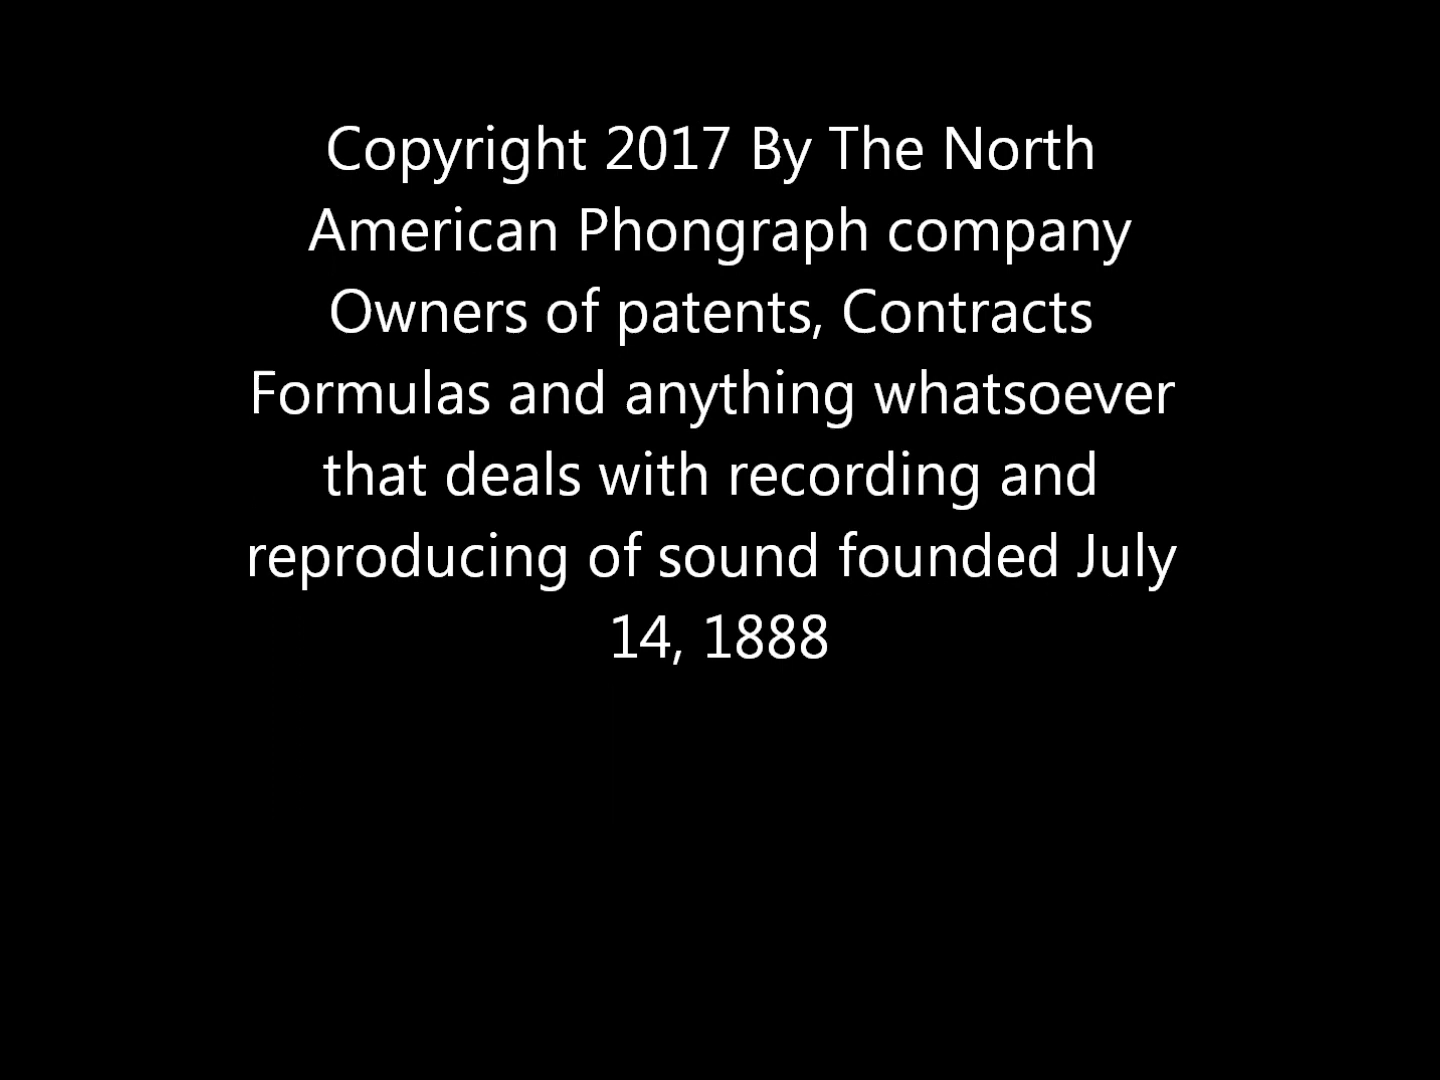 Copyright 2017 By The North
American Phongraph company
Owners of patents, Contracts
Formulas and anything whatsoever
that deals with recording and
reproducing of sound founded July
14, 1888